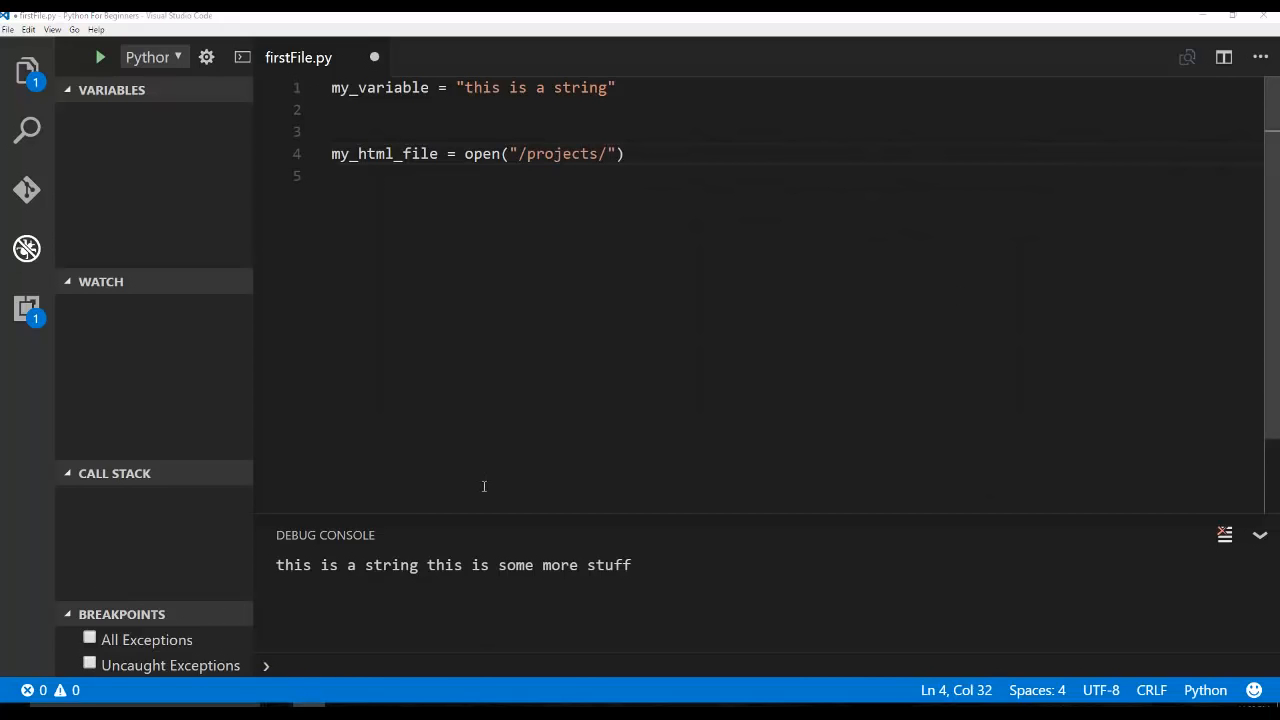 firstFile.py - Python For Beginners - Visual Studio Code
File Edit View Go Help
Python
firstFile.py
VARIABLES
1 my_variable = "this is a string"
2
3
4 my_html_file = open("/projects/")
5
WATCH
CALL STACK
BREAKPOINTS
All Exceptions
Uncaught Exceptions
1
1
DEBUG CONSOLE
this is a string this is some more stuff
0 0 Ln 4, Col 32 Spaces: 4 UTF-8 CRLF Python